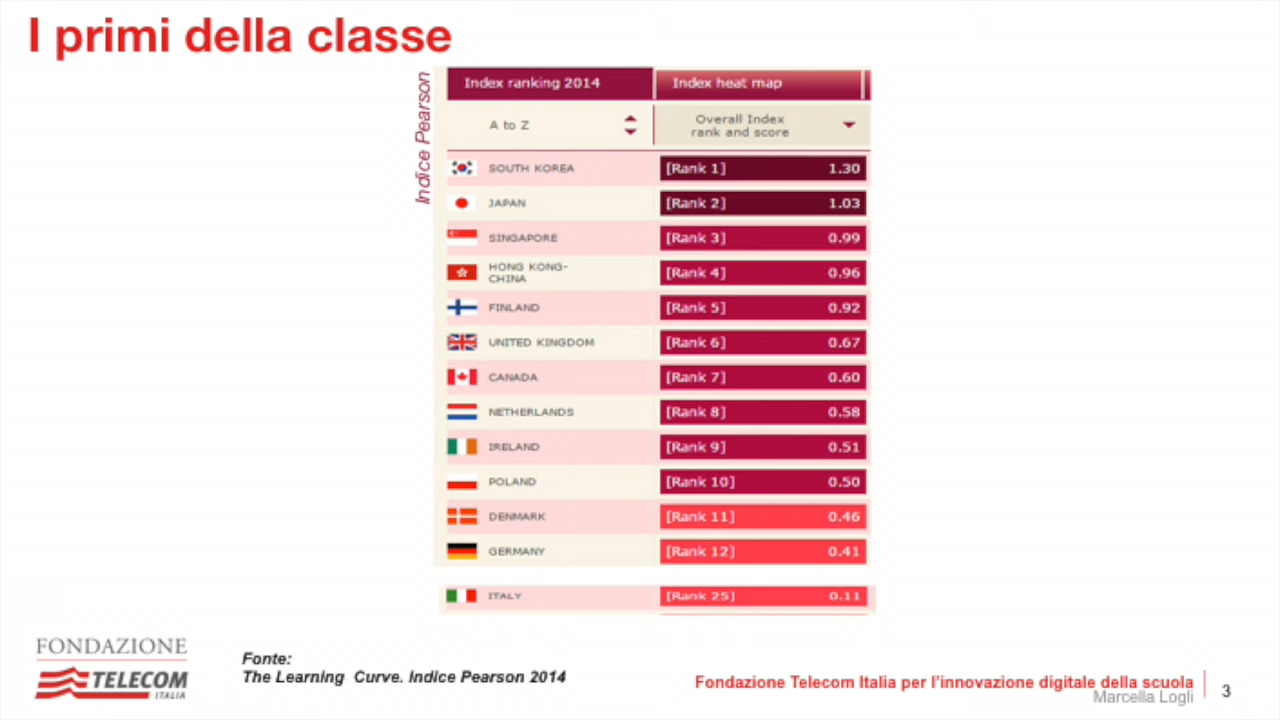 I primi della classe
Indice Pearson
Index ranking 2014 Index heat map
A to Z Overall Index rank and score
SOUTH KOREA [Rank 1] 1.30
JAPAN [Rank 2] 1.03
SINGAPORE [Rank 3] 0.99
HONG KONG-
CHINA [Rank 4] 0.96
FINLAND [Rank 5] 0.92
UNITED KINGDOM [Rank 6] 0.67
CANADA [Rank 7] 0.60
NETHERLANDS [Rank 8] 0.58
IRELAND [Rank 9] 0.51
POLAND [Rank 10] 0.50
DENMARK [Rank 11] 0.46
GERMANY [Rank 12] 0.41
ITALY [Rank 25] 0.11
FONDAZIONE
TELECOM
ITALIA
Fonte:
The Learning Curve. Indice Pearson 2014
Fondazione Telecom Italia per l'innovazione digitale della scuola
Marcella Logli
3